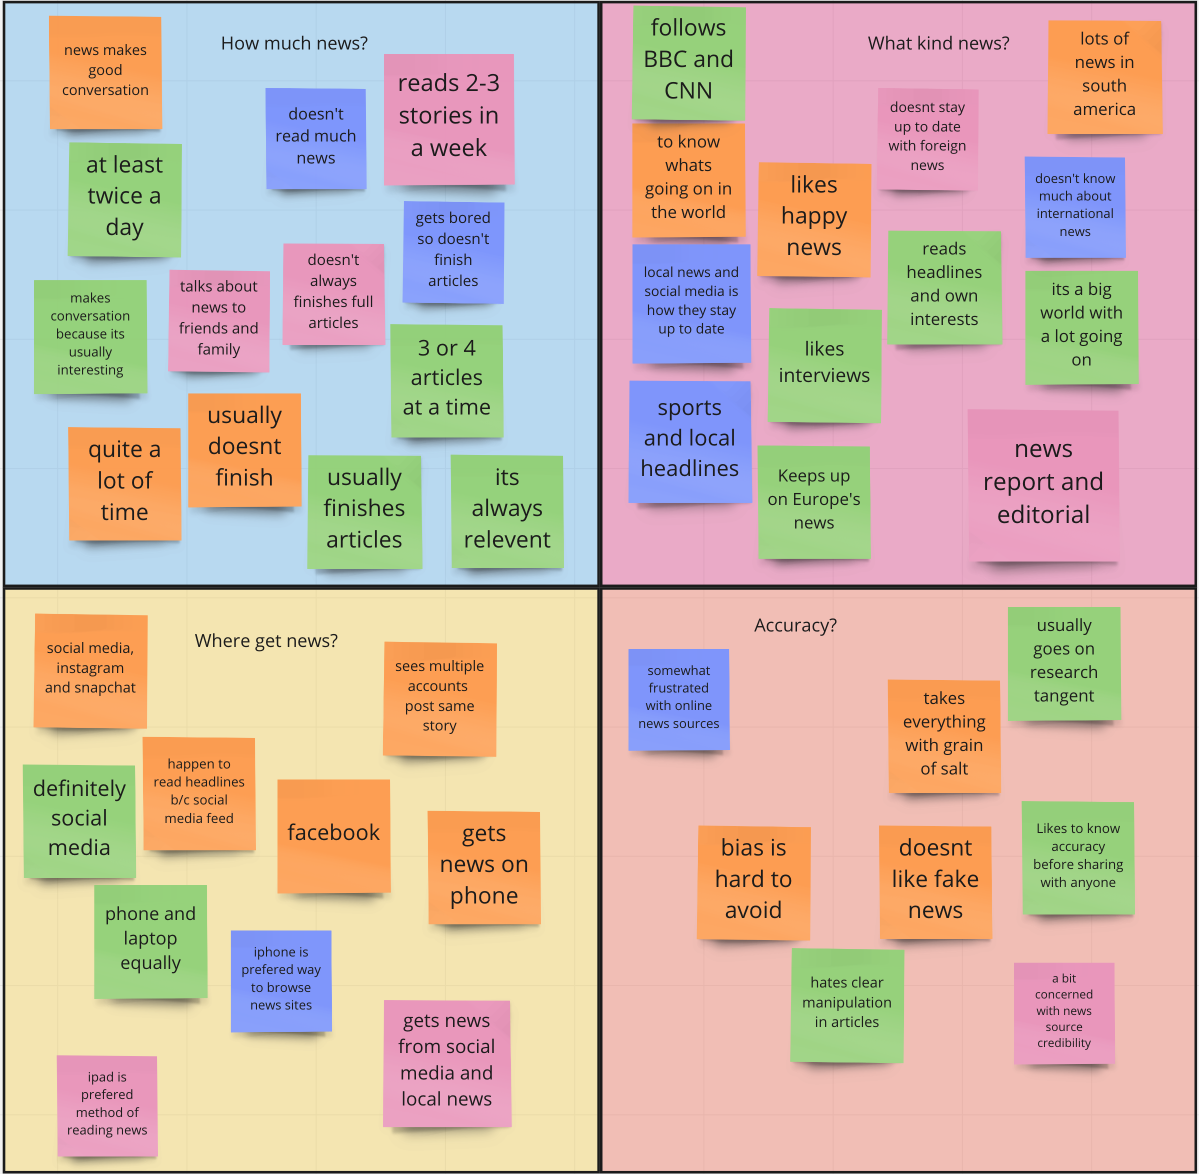 How much news?
news makes
good
conversation
reads 2-3
stories in
a week
doesn't
read much
news
at least
twice a
day
gets bored
so doesn't
finish
articles
doesn't
always
finishes full
articles
talks about
news to
friends and
family
makes
conversation
because its
usually
interesting
3 or 4
articles
at a time
usually
doesnt
finish
quite a
lot of
time
usually
finishes
articles
its
always
relevent
What kind news?
follows
BBC and
CNN
lots of
news in
south
america
doesnt stay
up to date
with foreign
news
to know
whats
going on in
the world
likes
happy
news
doesn't know
much about
international
news
reads
headlines
and own
interests
local news and
social media is
how they stay
up to date
its a big
world with
a lot going
on
likes
interviews
sports
and local
headlines
news
report and
editorial
Keeps up
on Europe's
news
Where get news?
social media,
instagram
and snapchat
sees multiple
accounts
post same
story
happen to
read headlines
b/c social
media feed
definitely
social
media
facebook
gets
news on
phone
phone and
laptop
equally
iphone is
prefered way
to browse
news sites
gets news
from social
media and
local news
ipad is
prefered
method of
reading news
Accuracy?
usually
goes on
research
tangent
somewhat
frustrated
with online
news sources
takes
everything
with grain
of salt
bias is
hard to
avoid
doesnt
like fake
news
Likes to know
accuracy
before sharing
with anyone
hates clear
manipulation
in articles
a bit
concerned
with news
source
credibility